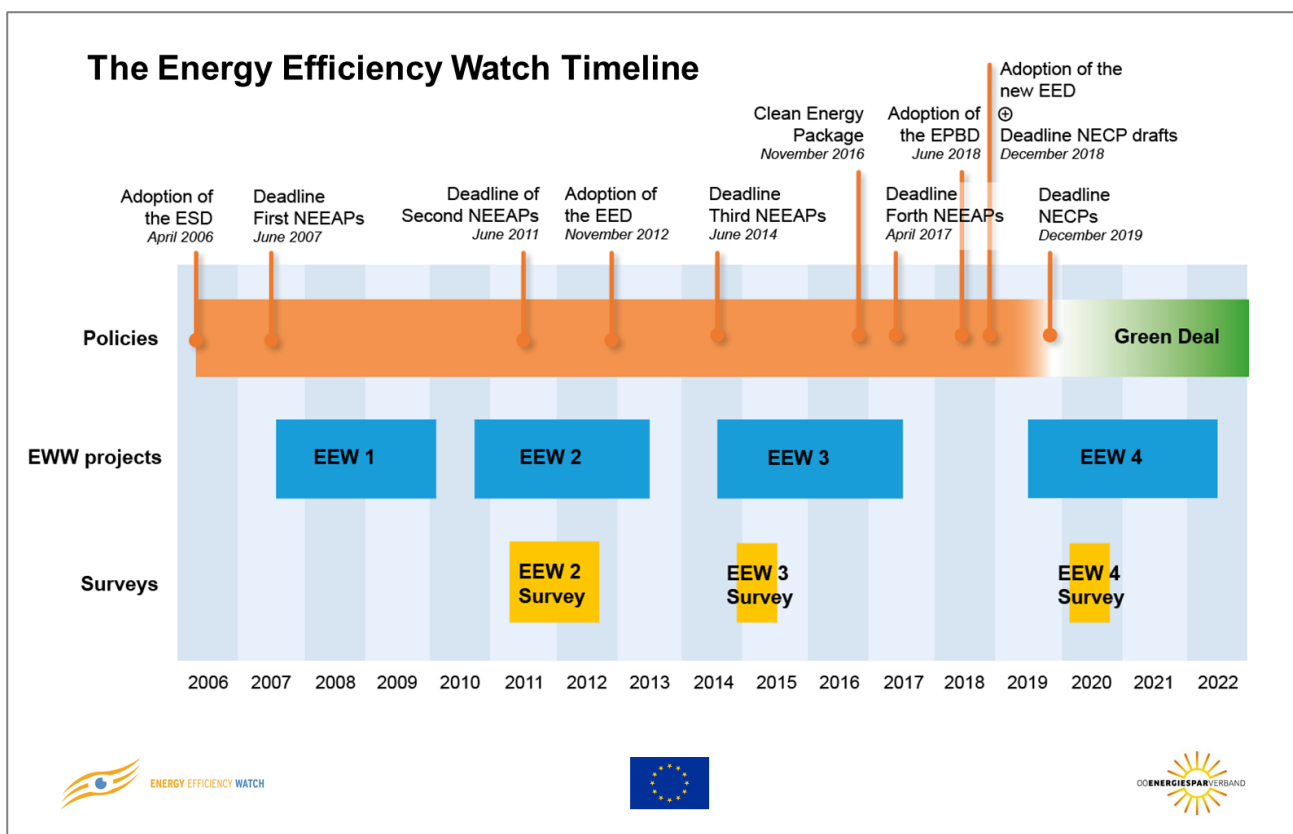 The Energy Efficiency Watch Timeline
Adoption of the
new EED
⊕
Deadline NECP drafts
December 2018
Clean Energy
Package
November 2016
Adoption of
the EPBD
June 2018
Adoption of
the ESD
April 2006
Deadline
First NEEAPs
June 2007
Deadline of
Second NEEAPs
June 2011
Adoption of
the EED
November 2012
Deadline
Third NEEAPs
June 2014
Deadline
Forth NEEAPs
April 2017
Deadline
NECPs
December 2019
Policies
Green Deal
EWW projects
EEW 1
EEW 2
EEW 3
EEW 4
Surveys
EEW 2
Survey
EEW 3
Survey
EEW 4
Survey
2006 2007 2008 2009 2010 2011 2012 2013 2014 2015 2016 2017 2018 2019 2020 2021 2022
ENERGY EFFICIENCY WATCH
OÖENERGIESPARVERBAND